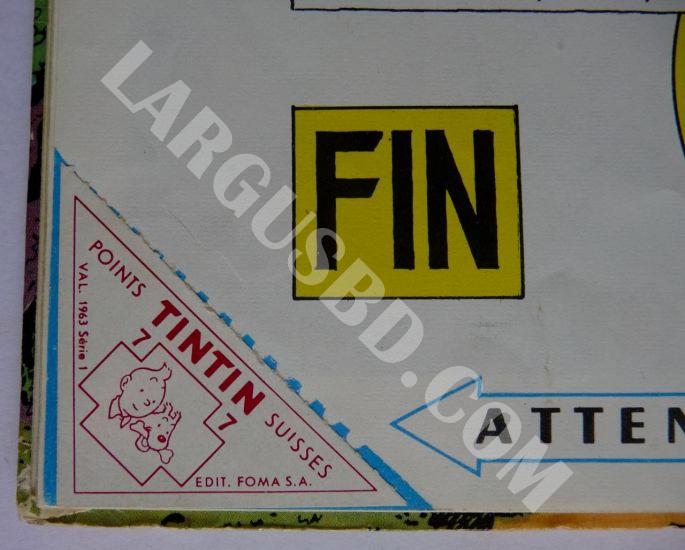 LARGUSBD.COM
FIN
POINTS TINTIN SUISSES
VAL. 1963 Série 1
7
7
EDIT. FOMA S.A.
ATTEN